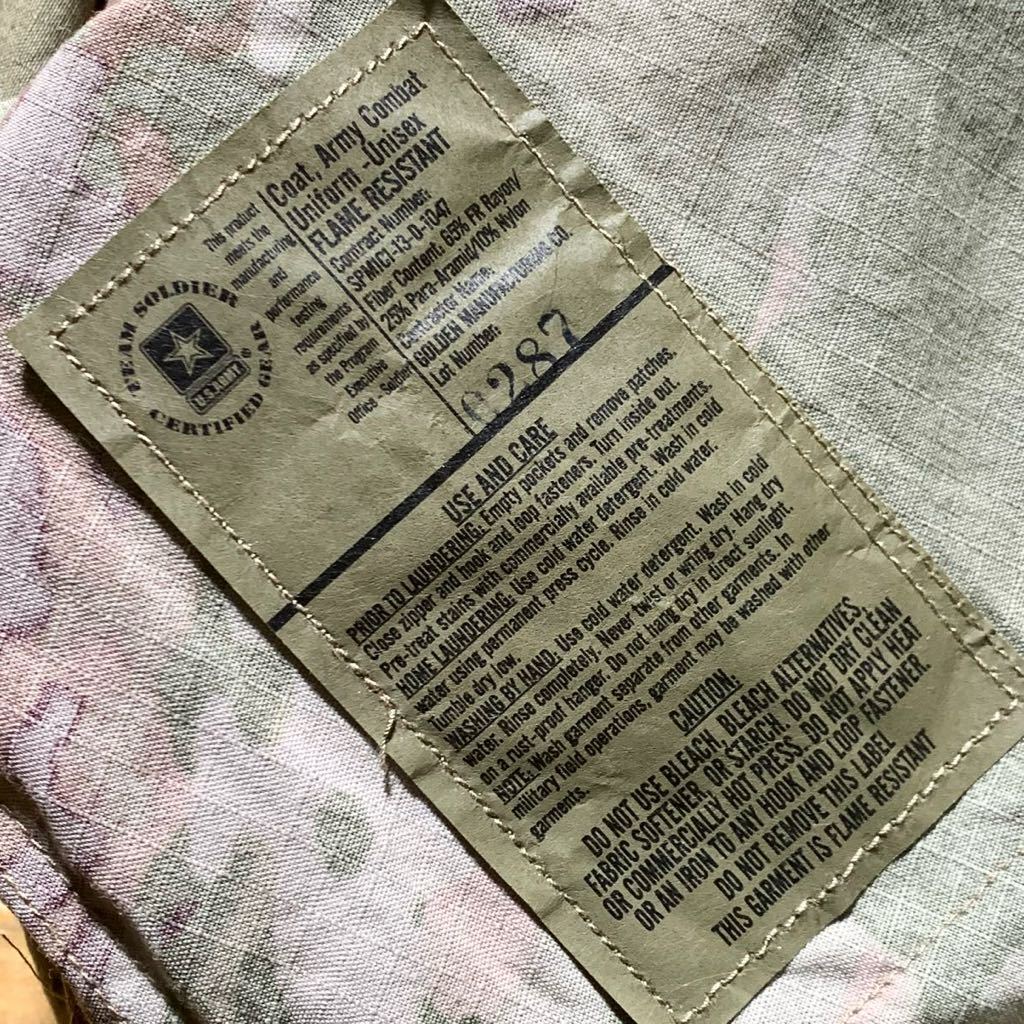 TEAM SOLDIER
U.S. ARMY
CERTIFIED GEAR
This product
meets the
manufacturing
and
performance
testing
requirements
as specified by
the Program
Executive
Office - Soldier
Coat, Army Combat
Uniform -Unisex
FLAME RESISTANT
Contract Number:
SPM1C1-13-D-1047
Fiber Content: 65% FR Rayon/
25% Para-Aramid/10% Nylon
Contractor Name:
GOLDEN MANUFACTURING CO.
Lot Number:
0287
USE AND CARE
PRIOR TO LAUNDERING: Empty pockets and remove patches.
Close zipper and hook and loop fasteners. Turn inside out.
Pre-treat stains with commercially available pre-treatments.
HOME LAUNDERING: Use cold water detergent. Wash in cold
water using permanent press cycle. Rinse in cold water.
Tumble dry low.
WASHING BY HAND: Use cold water detergent. Wash in cold
water. Rinse completely. Never twist or wring dry. Hang dry
on a rust-proof hanger. Do not hang dry in direct sunlight.
NOTE: Wash garment separate from other garments. In
military field operations, garment may be washed with other
garments.
CAUTION:
DO NOT USE BLEACH, BLEACH ALTERNATIVES,
FABRIC SOFTENER, OR STARCH. DO NOT DRY CLEAN
OR COMMERCIALLY HOT PRESS. DO NOT APPLY HEAT
OR AN IRON TO ANY HOOK AND LOOP FASTENER.
DO NOT REMOVE THIS LABEL
THIS GARMENT IS FLAME RESISTANT